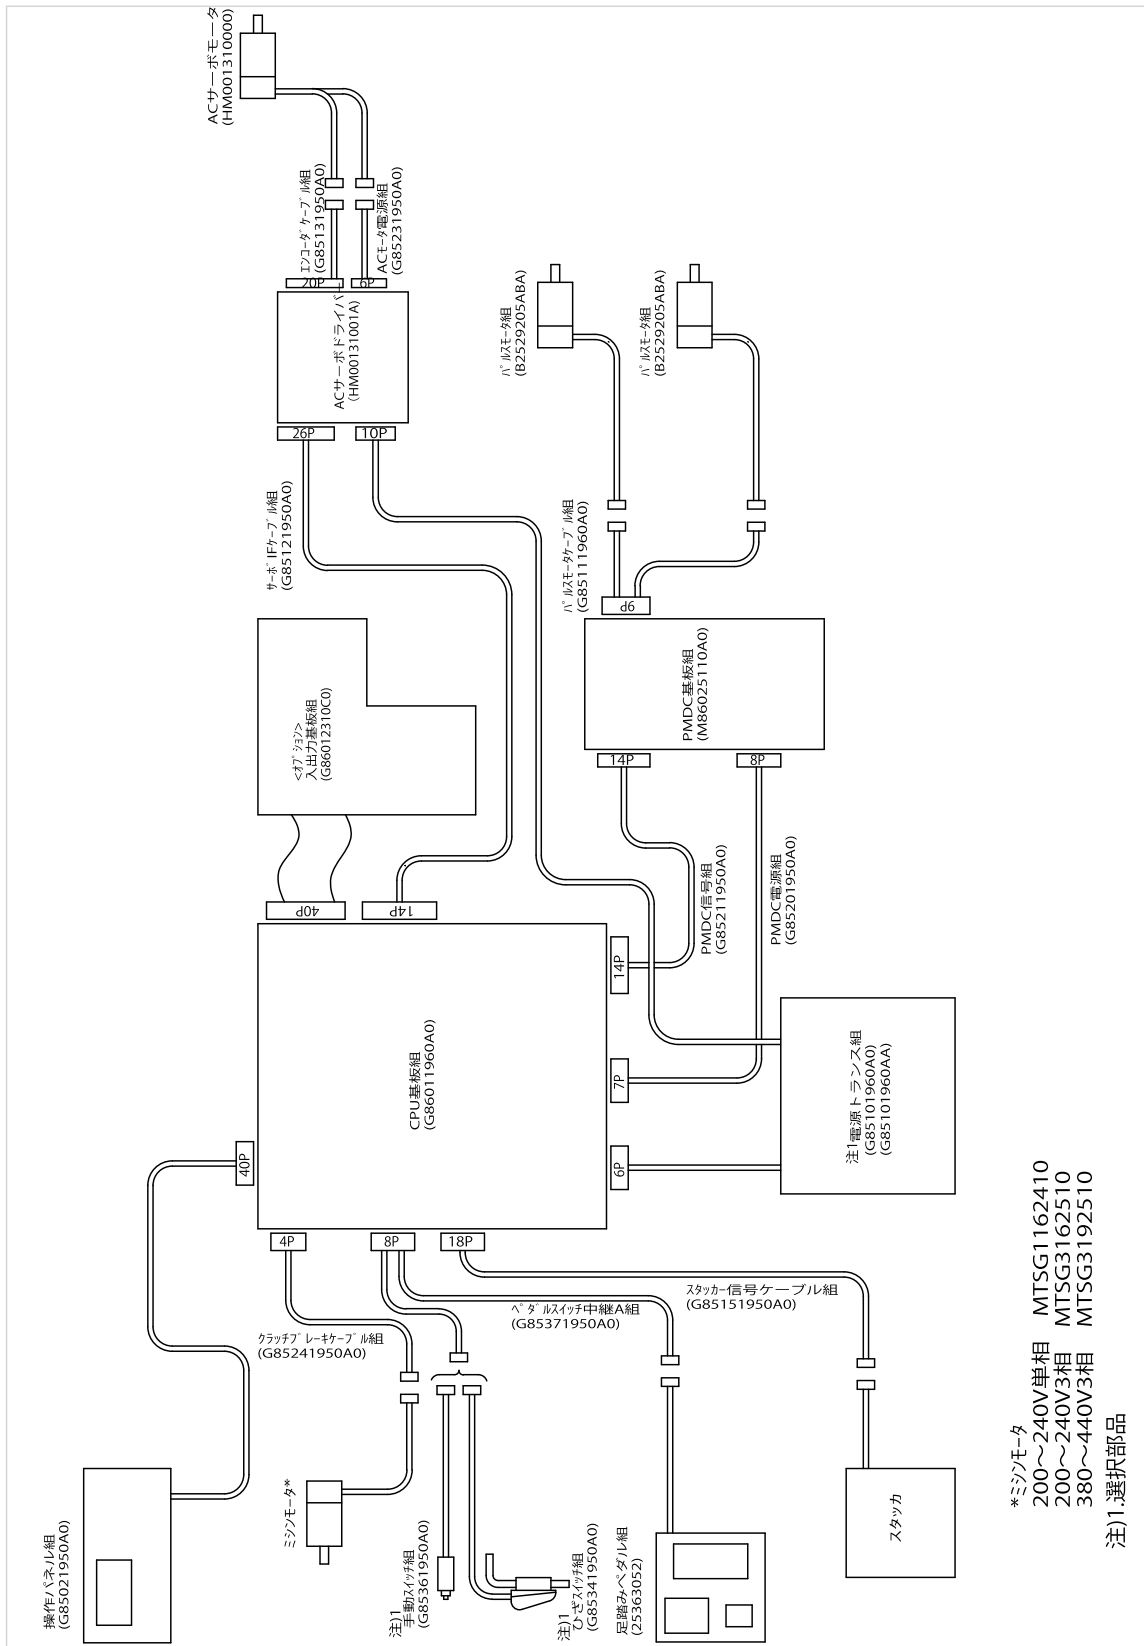 ACサーボモータ
(HM001310000)
エンコーダケーブル組
(G85131950A0)
ACモータ電源組
(G85231950A0)
20P
6P
ACサーボドライバ
(HM00131001A)
26P
10P
パルスモータ組
(B2529205ABA)
パルスモータ組
(B2529205ABA)
サーボIFケーブル組
(G85121950A0)
パルスモータケーブル組
(G85111960A0)
9P
<オプション>
入出力基板組
(G86012310C0)
PMDC基板組
(M86025110A0)
14P
8P
40P
14P
PMDC信号組
(G85211950A0)
PMDC電源組
(G85201950A0)
14P
7P
6P
CPU基板組
(G86011960A0)
注1電源トランス組
(G85101960A0)
(G85101960AA)
40P
4P
8P
18P
クラッチブレーキケーブル組
(G85241950A0)
ペダルスイッチ中継A組
(G85371950A0)
スタッカー信号ケーブル組
(G85151950A0)
操作パネル組
(G85021950A0)
ミシンモータ*
注)1
手動スイッチ組
(G85361950A0)
注)1
ひざスイッチ組
(G85341950A0)
足踏みペダル組
(25363052)
スタッカ
*ミシンモータ
200～240V単相 MTSG1162410
200～240V3相 MTSG3162510
380～440V3相 MTSG3192510
注)1.選択部品